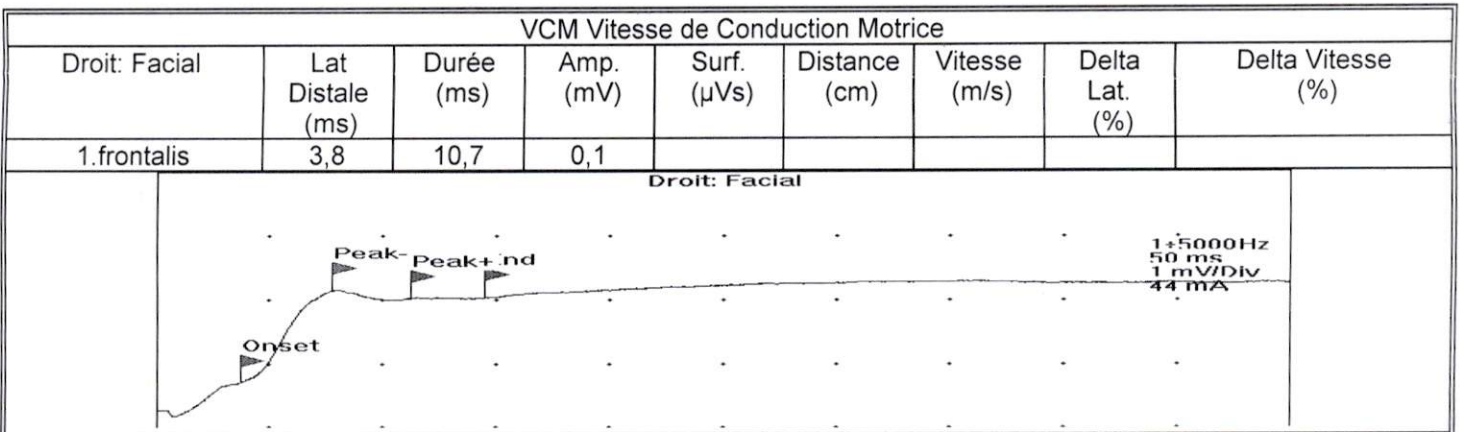 VCM Vitesse de Conduction Motrice
Droit: Facial Lat Distale (ms) Durée (ms) Amp. (mV) Surf. (µVs) Distance (cm) Vitesse (m/s) Delta Lat. (%) Delta Vitesse (%)
1.frontalis 3,8 10,7 0,1
Droit: Facial
1+5000Hz
Peak- Peak+ nd
50 ms
1 mV/Div
44 mA
Onset